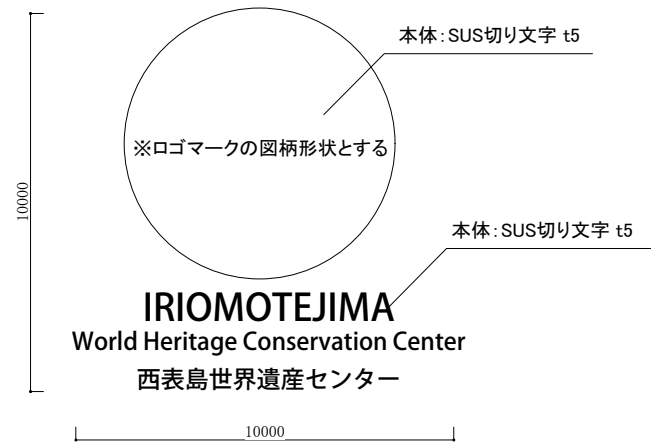 本体：SUS切り文字 t5
※ロゴマークの図柄形状とする
10000
本体：SUS切り文字 t5
IRIOMOTEJIMA
World Heritage Conservation Center
西表島世界遺産センター
10000